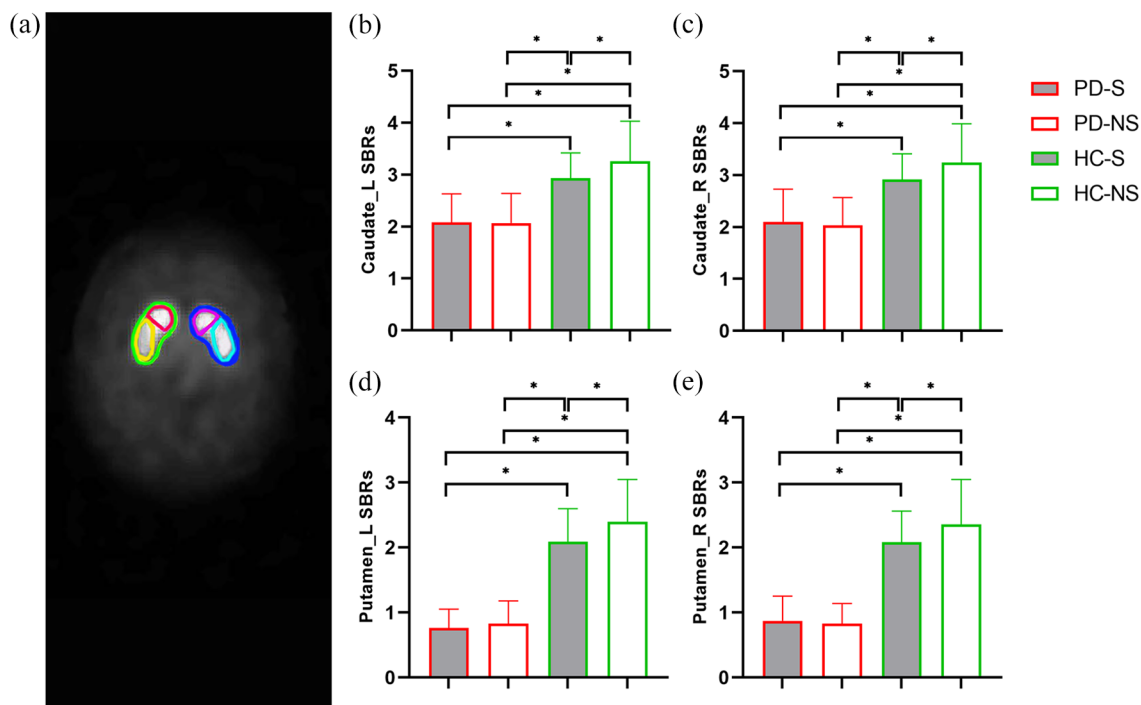 (a)
(b)
* *
*
*
*
5
4
3
2
1
0
Caudate_L SBRs
(c)
* *
*
*
*
5
4
3
2
1
0
Caudate_R SBRs
PD-S
PD-NS
HC-S
HC-NS
(d)
* *
*
*
*
4
3
2
1
0
Putamen_L SBRs
(e)
* *
*
*
*
4
3
2
1
0
Putamen_R SBRs